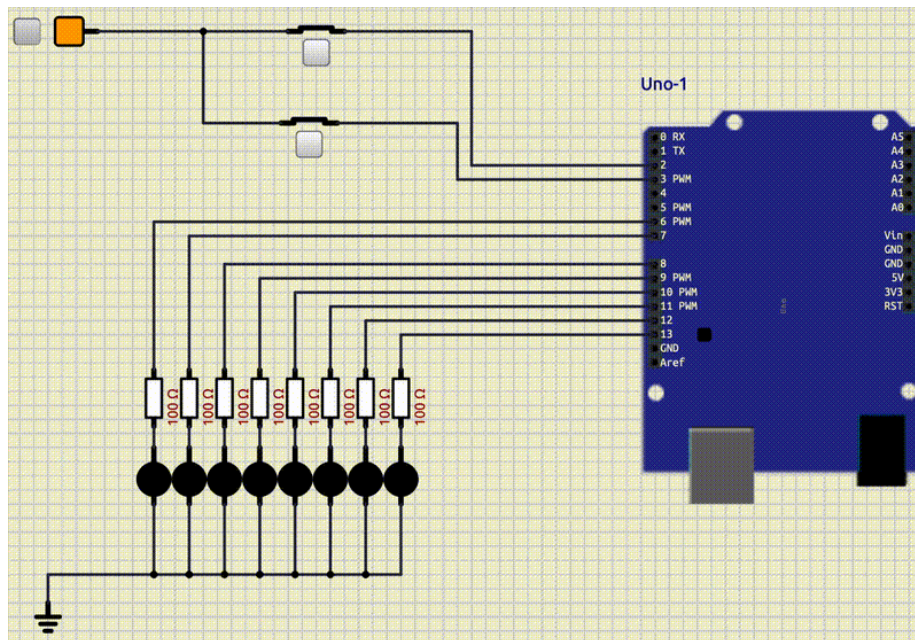 Uno-1
0 RX
1 TX
2
3 PWM
4
5 PWM
6 PWM
7
8
9 PWM
10 PWM
11 PWM
12
13
GND
Aref
A5
A4
A3
A2
A1
A0
Vin
GND
GND
5V
3V3
RST
Uno
100 Ω
100 Ω
100 Ω
100 Ω
100 Ω
100 Ω
100 Ω
100 Ω